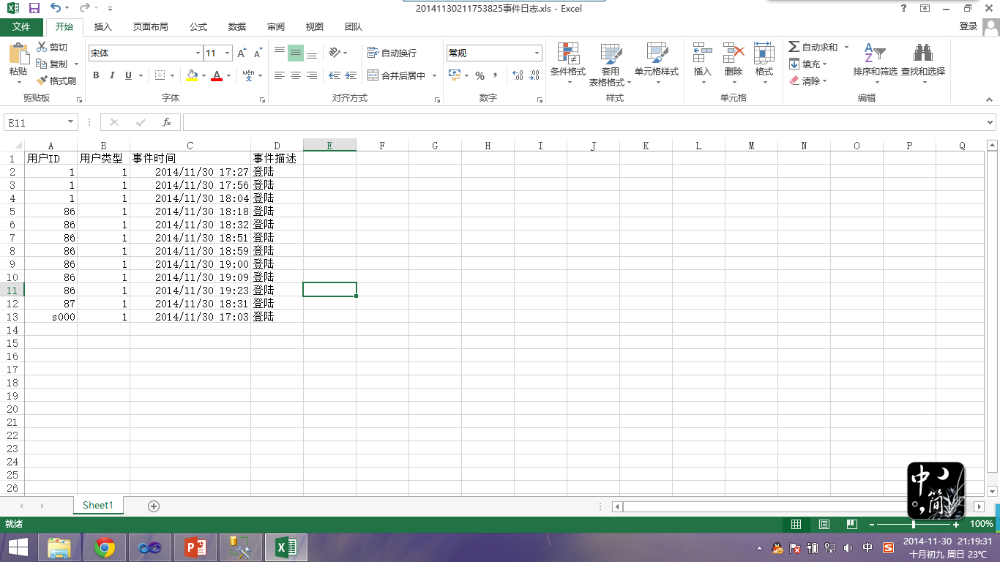 20141130211753825事件日志.xls - Excel
文件 开始 插入 页面布局 公式 数据 审阅 视图 团队 登录
粘贴 剪切 复制 格式刷 剪贴板
宋体 11 B I U A wén 字体
自动换行 合并后居中 对齐方式
常规 % , 数字
条件格式 套用表格格式 单元格样式 样式
插入 删除 格式 单元格
自动求和 填充 清除 排序和筛选 查找和选择 编辑
E11 fx
A B C D E F G H I J K L M N O P Q
1 用户ID 用户类型 事件时间 事件描述
2 1 1 2014/11/30 17:27 登陆
3 1 1 2014/11/30 17:56 登陆
4 1 1 2014/11/30 18:04 登陆
5 86 1 2014/11/30 18:18 登陆
6 86 1 2014/11/30 18:32 登陆
7 86 1 2014/11/30 18:51 登陆
8 86 1 2014/11/30 18:59 登陆
9 86 1 2014/11/30 19:00 登陆
10 86 1 2014/11/30 19:09 登陆
11 86 1 2014/11/30 19:23 登陆
12 87 1 2014/11/30 18:31 登陆
13 s000 1 2014/11/30 17:03 登陆
14
15
16
17
18
19
20
21
22
23
24
25
26
中
简
Sheet1
就绪 100%
中 2014-11-30 21:19:31
十月初九 周日 23℃